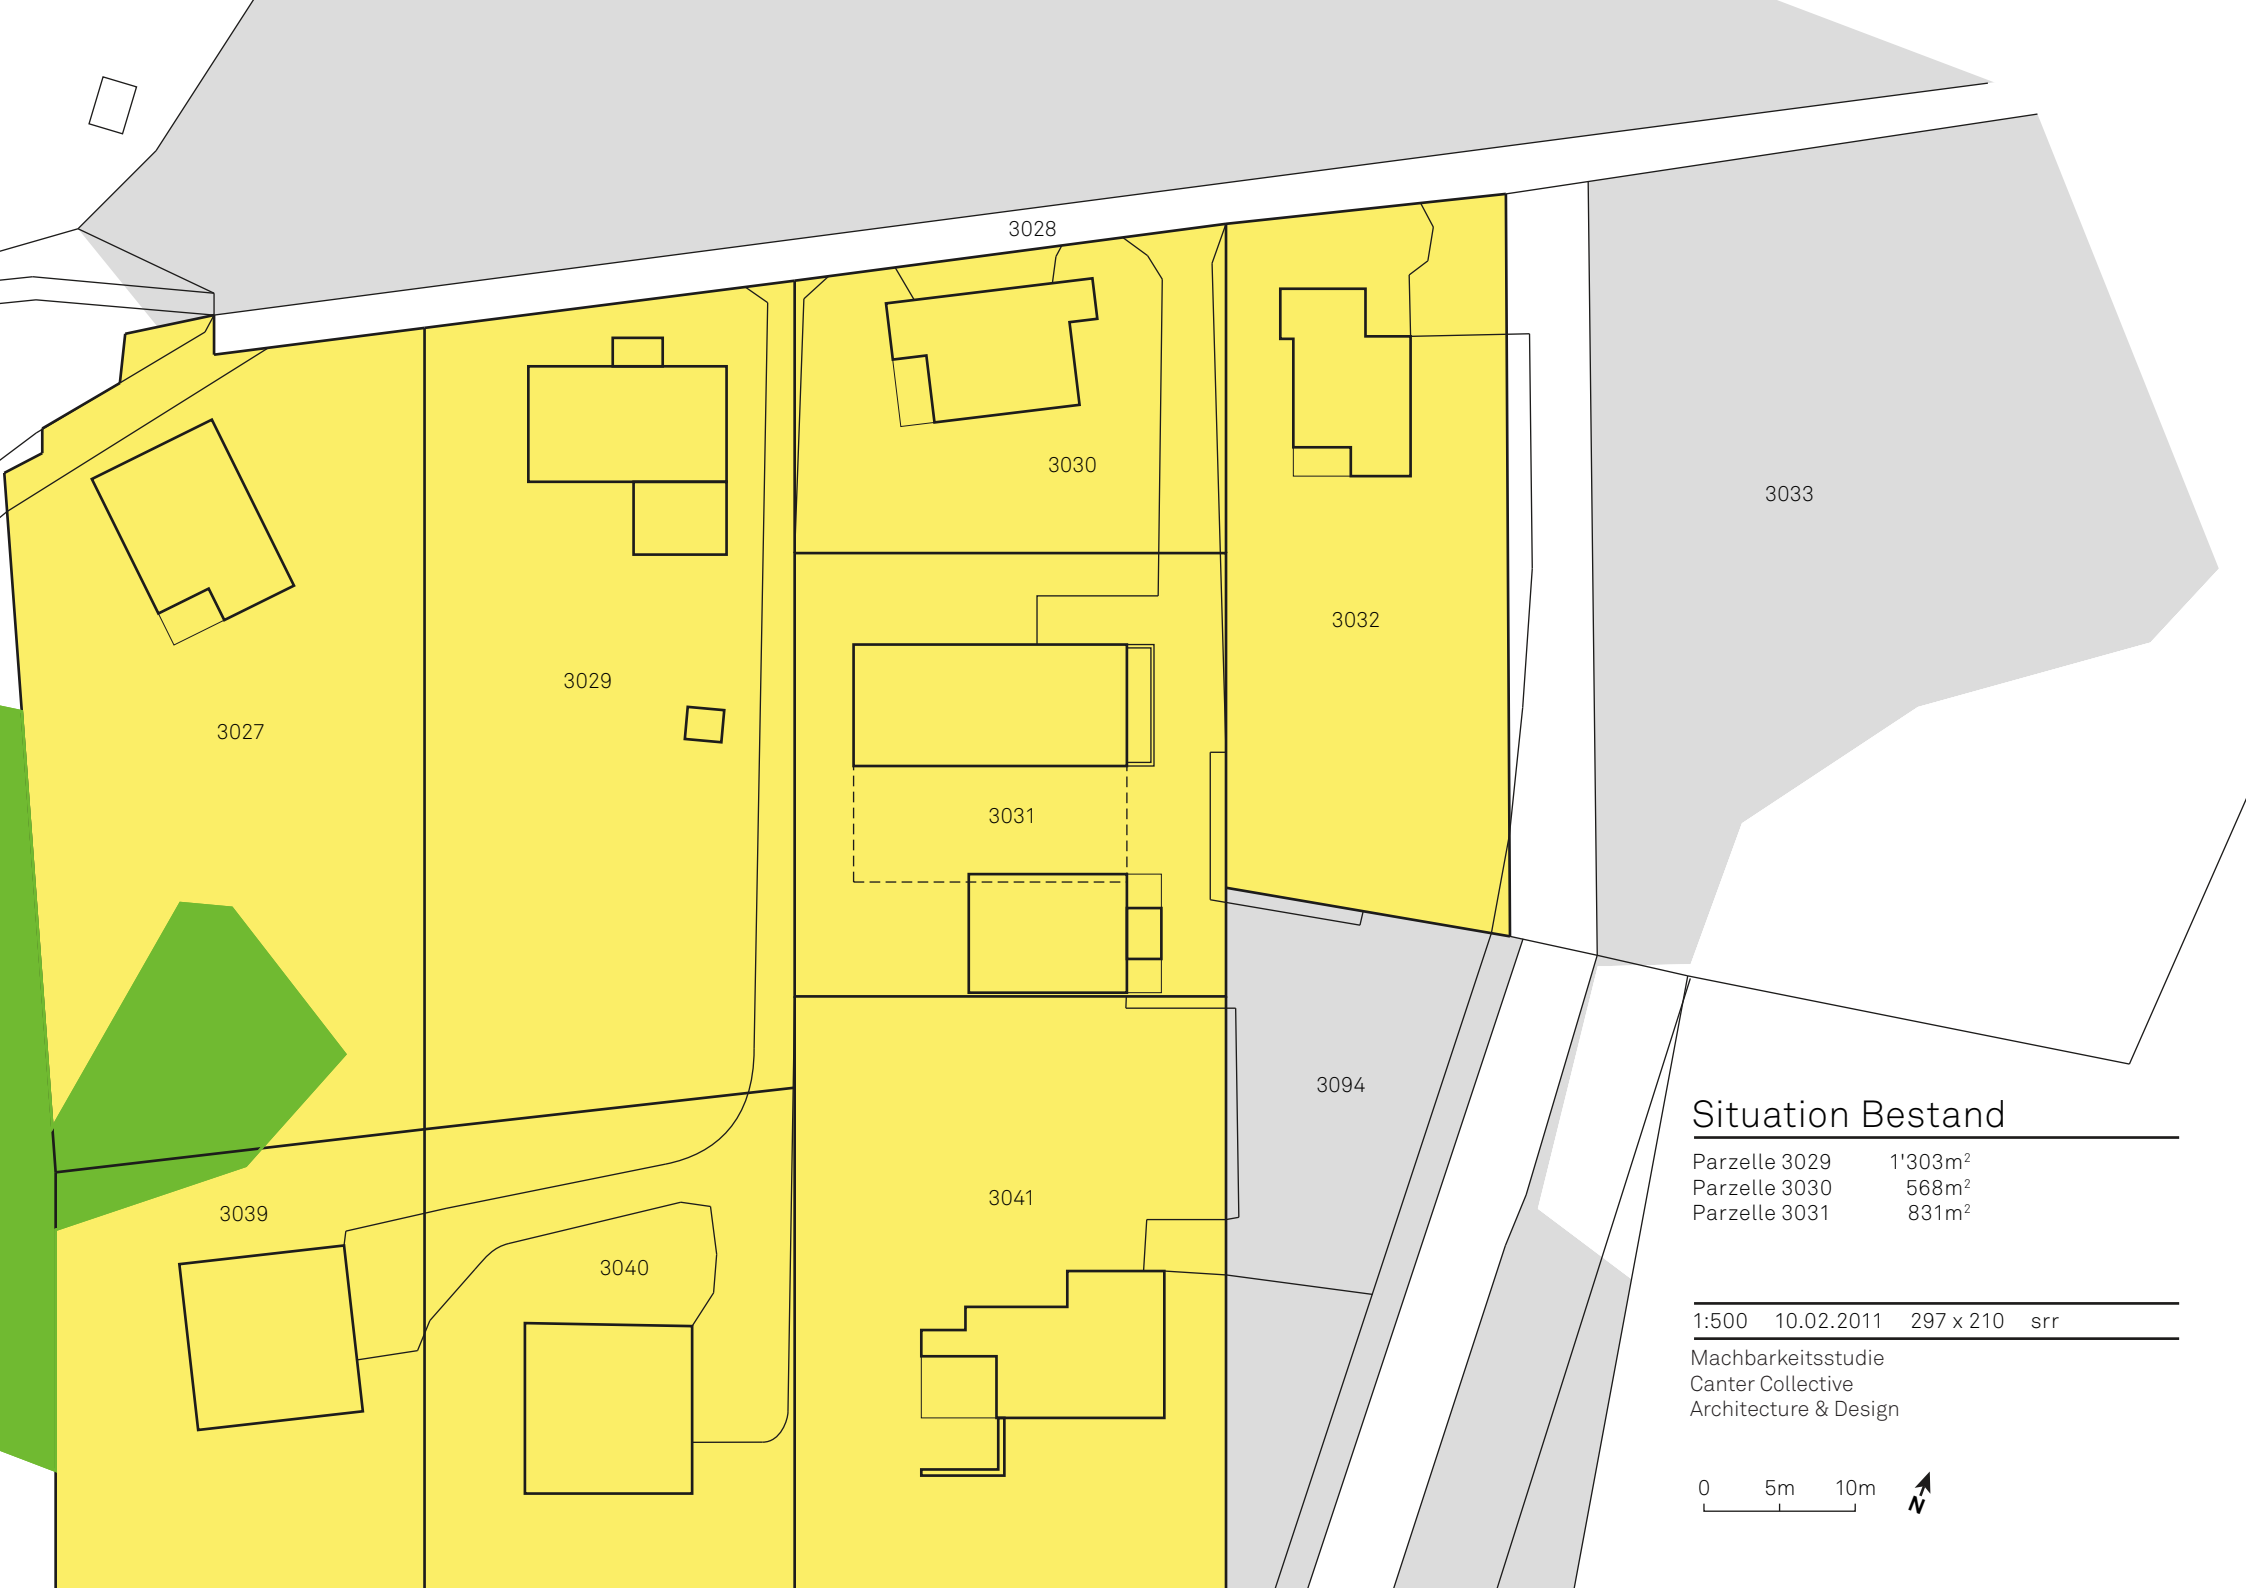 3028
3030
3033
3032
3029
3027
3031
3094
3041
3039
3040
Situation Bestand
Parzelle 3029 1'303m²
Parzelle 3030 568m²
Parzelle 3031 831m²
1:500 10.02.2011 297 x 210 srr
Machbarkeitsstudie
Canter Collective
Architecture & Design
0 5m 10m
N